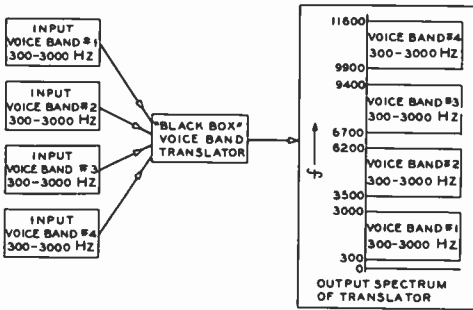 INPUT
VOICE BAND #1
300-3000 HZ
INPUT
VOICE BAND #2
300-3000 HZ
INPUT
VOICE BAND #3
300-3000 HZ
INPUT
VOICE BAND #4
300-3000 HZ
"BLACK BOX"
VOICE BAND
TRANSLATOR
f
11600
VOICE BAND #4
300-3000 HZ
9900
9400
VOICE BAND #3
300-3000 HZ
6700
6200
VOICE BAND #2
300-3000 HZ
3500
3000
VOICE BAND #1
300-3000 HZ
300
0
OUTPUT SPECTRUM
OF TRANSLATOR